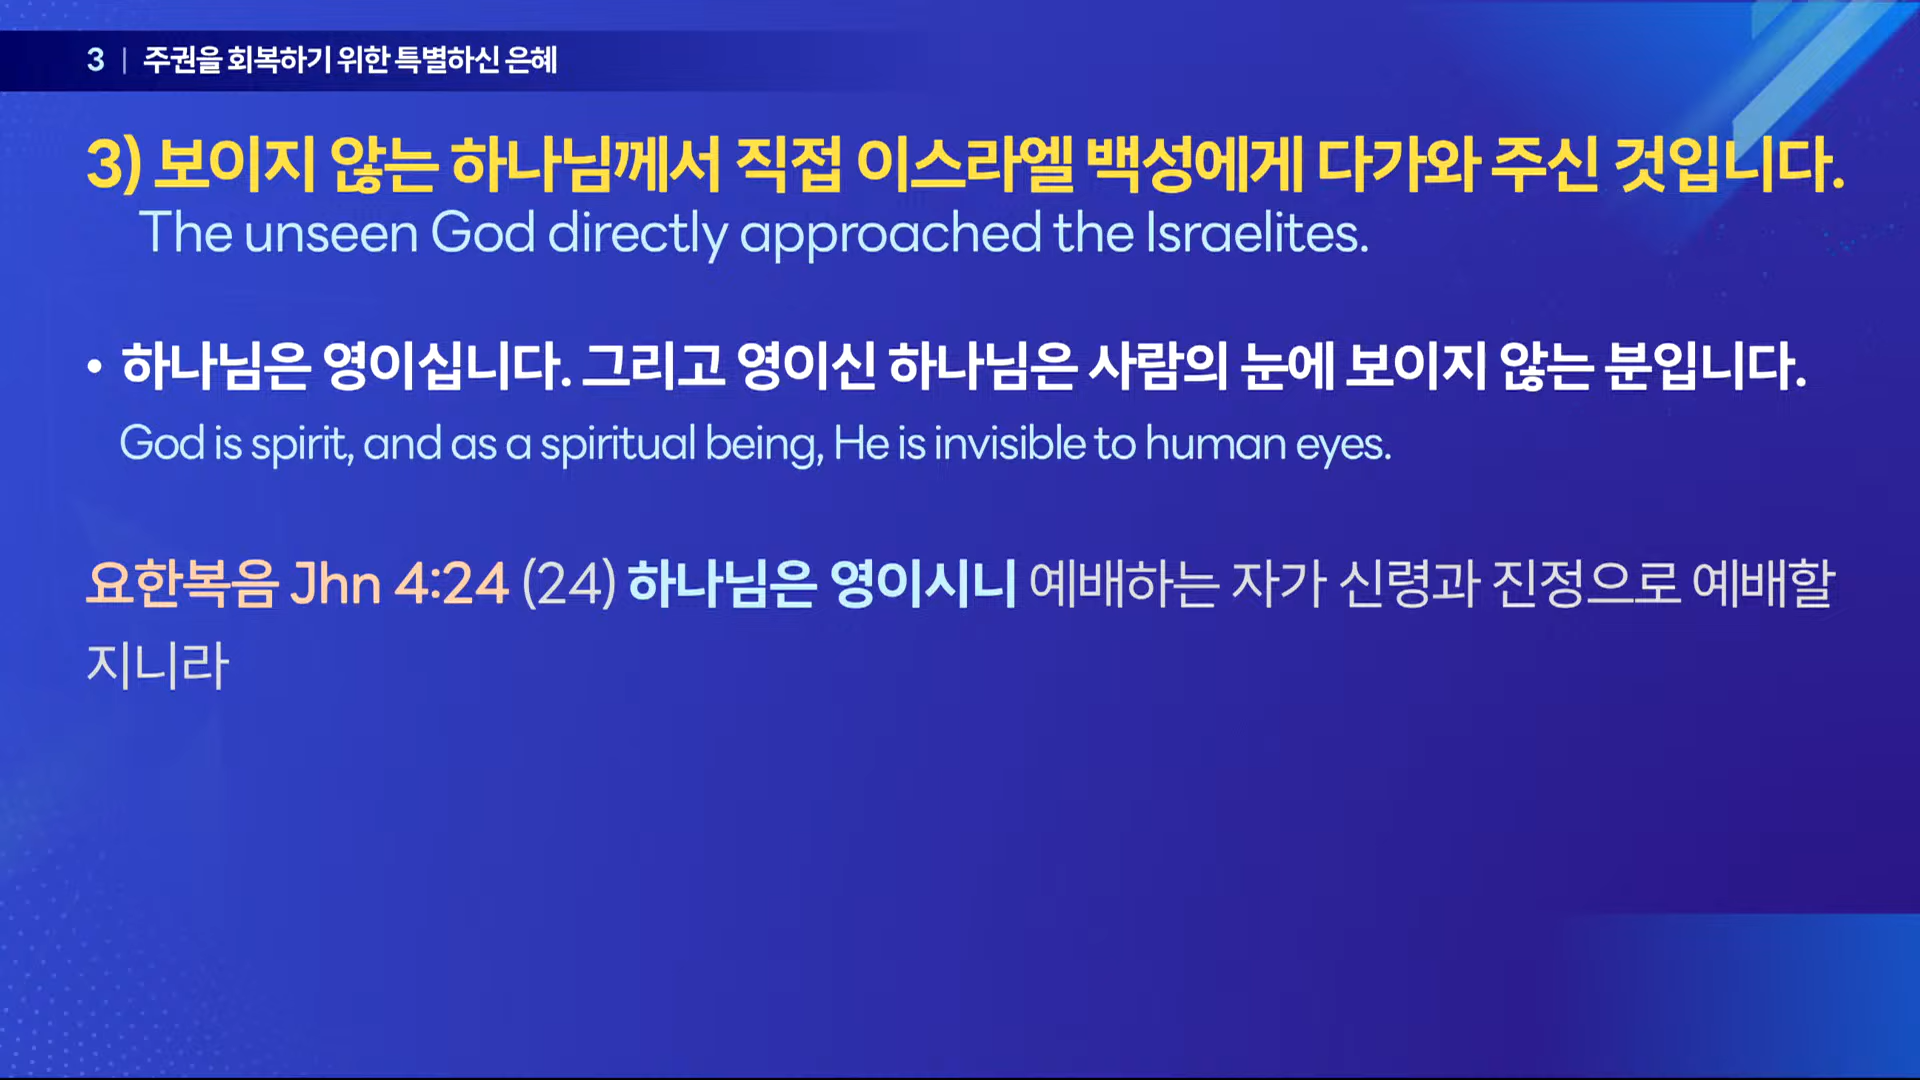 3 | 주권을 회복하기 위한 특별하신 은혜
3) 보이지 않는 하나님께서 직접 이스라엘 백성에게 다가와 주신 것입니다.
The unseen God directly approached the Israelites.
• 하나님은 영이십니다. 그리고 영이신 하나님은 사람의 눈에 보이지 않는 분입니다.
God is spirit, and as a spiritual being, He is invisible to human eyes.
요한복음 Jhn 4:24 (24) 하나님은 영이시니 예배하는 자가 신령과 진정으로 예배할
지니라